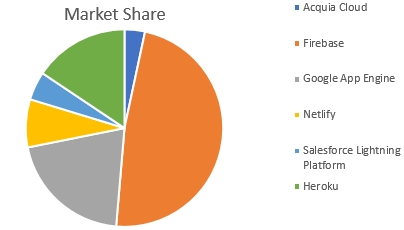 Market Share
Acquia Cloud
Firebase
Google App Engine
Netlify
Salesforce Lightning
Platform
Heroku